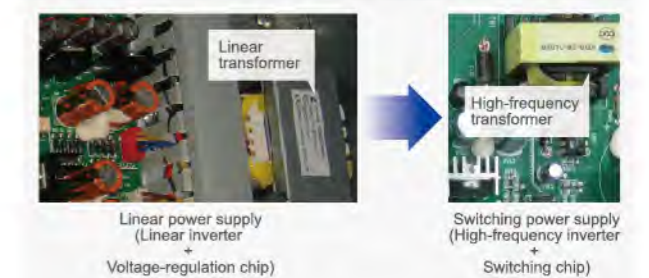 Linear
transformer
High-frequency
transformer
Linear power supply
(Linear inverter
+
Voltage-regulation chip)
Switching power supply
(High-frequency inverter
+
Switching chip)